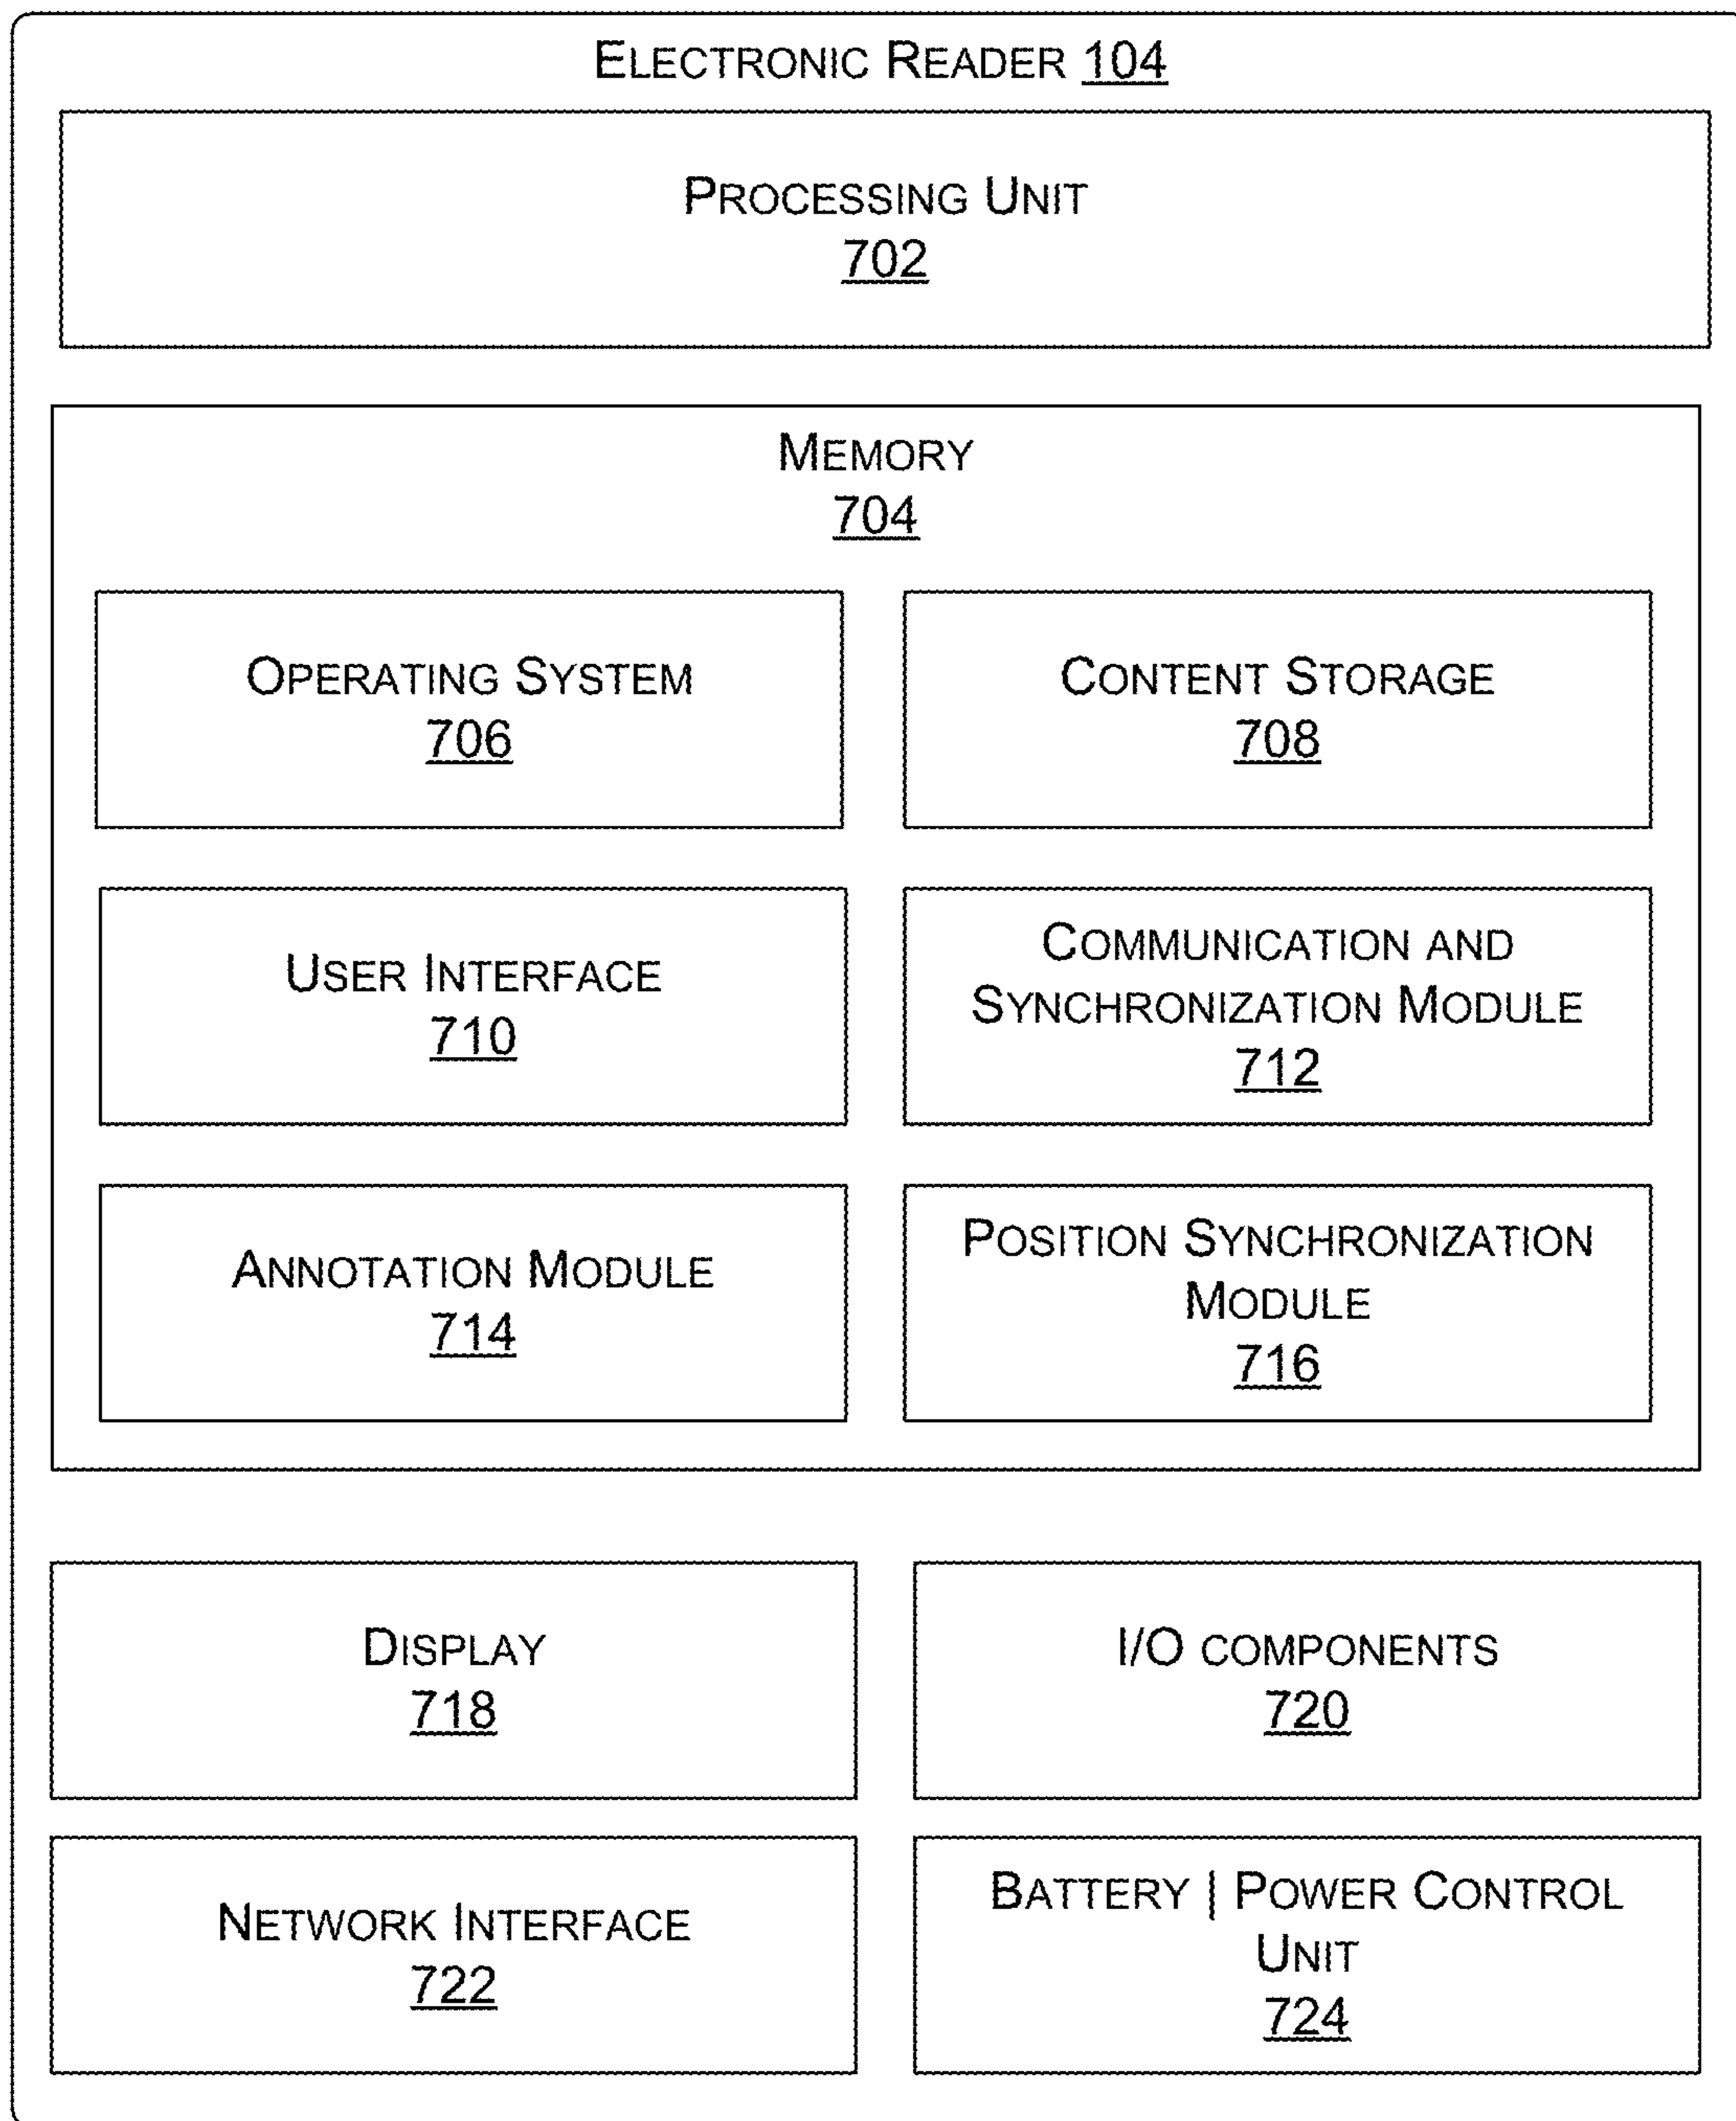 ELECTRONIC READER 104
PROCESSING UNIT
702
MEMORY
704
OPERATING SYSTEM
706
CONTENT STORAGE
708
USER INTERFACE
710
COMMUNICATION AND
SYNCHRONIZATION MODULE
712
ANNOTATION MODULE
714
POSITION SYNCHRONIZATION
MODULE
716
DISPLAY
718
I/O COMPONENTS
720
NETWORK INTERFACE
722
BATTERY | POWER CONTROL
UNIT
724